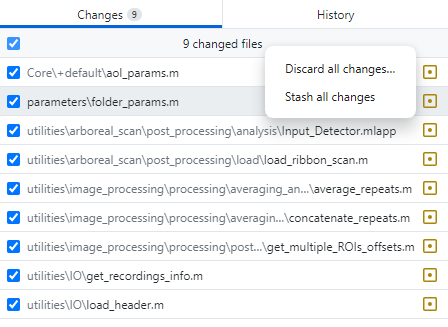 Changes 9 History
9 changed files
Discard all changes...
Stash all changes
Core\+default\aol_params.m
parameters\folder_params.m
utilities\arboreal_scan\post_processing\analysis\Input_Detector.mlapp
utilities\arboreal_scan\post_processing\load\load_ribbon_scan.m
utilities\image_processing\processing\averaging_an...\average_repeats.m
utilities\image_processing\processing\averagin...\concatenate_repeats.m
utilities\image_processing\processing\post...\get_multiple_ROIs_offsets.m
utilities\IO\get_recordings_info.m
utilities\IO\load_header.m